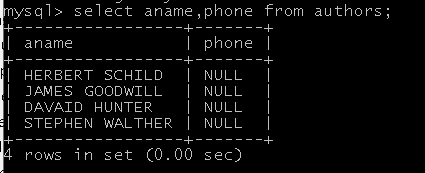 mysql> select aname,phone from authors;
+-----------------+-------+
| aname           | phone |
+-----------------+-------+
| HERBERT SCHILD  | NULL  |
| JAMES GOODWILL  | NULL  |
| DAVAID HUNTER   | NULL  |
| STEPHEN WALTHER | NULL  |
+-----------------+-------+
4 rows in set (0.00 sec)